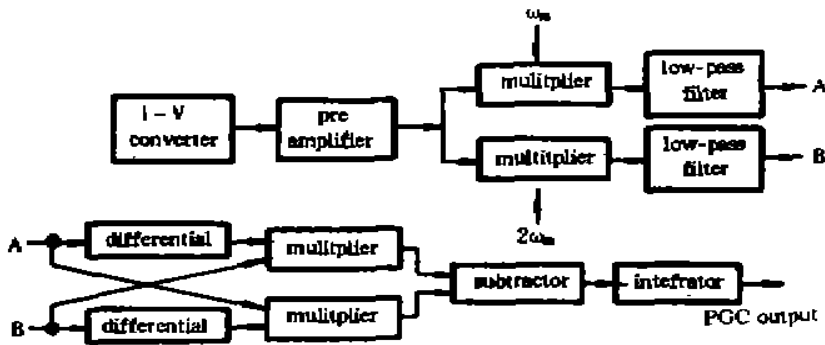 ωm
I - V
converter
pre
amplifier
mulitplier
low-pass
filter
A
multitplier
low-pass
filter
B
2ωm
A
differential
mulitplier
subtractor
intefrator
B
differential
mulitplier
PGC output